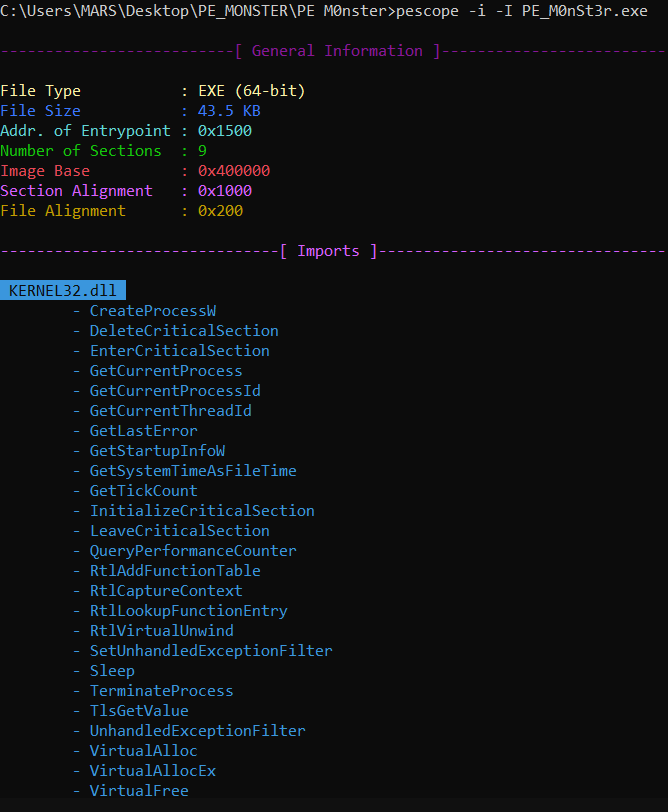 C:\Users\MARS\Desktop\PE_MONSTER\PE M0nster>pescope -i -I PE_M0nSt3r.exe
--------------------------[ General Information ]-------------------------
File Type           : EXE (64-bit)
File Size           : 43.5 KB
Addr. of Entrypoint : 0x1500
Number of Sections  : 9
Image Base          : 0x400000
Section Alignment   : 0x1000
File Alignment      : 0x200
-------------------------------[ Imports ]--------------------------------
KERNEL32.dll
- CreateProcessW
- DeleteCriticalSection
- EnterCriticalSection
- GetCurrentProcess
- GetCurrentProcessId
- GetCurrentThreadId
- GetLastError
- GetStartupInfoW
- GetSystemTimeAsFileTime
- GetTickCount
- InitializeCriticalSection
- LeaveCriticalSection
- QueryPerformanceCounter
- RtlAddFunctionTable
- RtlCaptureContext
- RtlLookupFunctionEntry
- RtlVirtualUnwind
- SetUnhandledExceptionFilter
- Sleep
- TerminateProcess
- TlsGetValue
- UnhandledExceptionFilter
- VirtualAlloc
- VirtualAllocEx
- VirtualFree